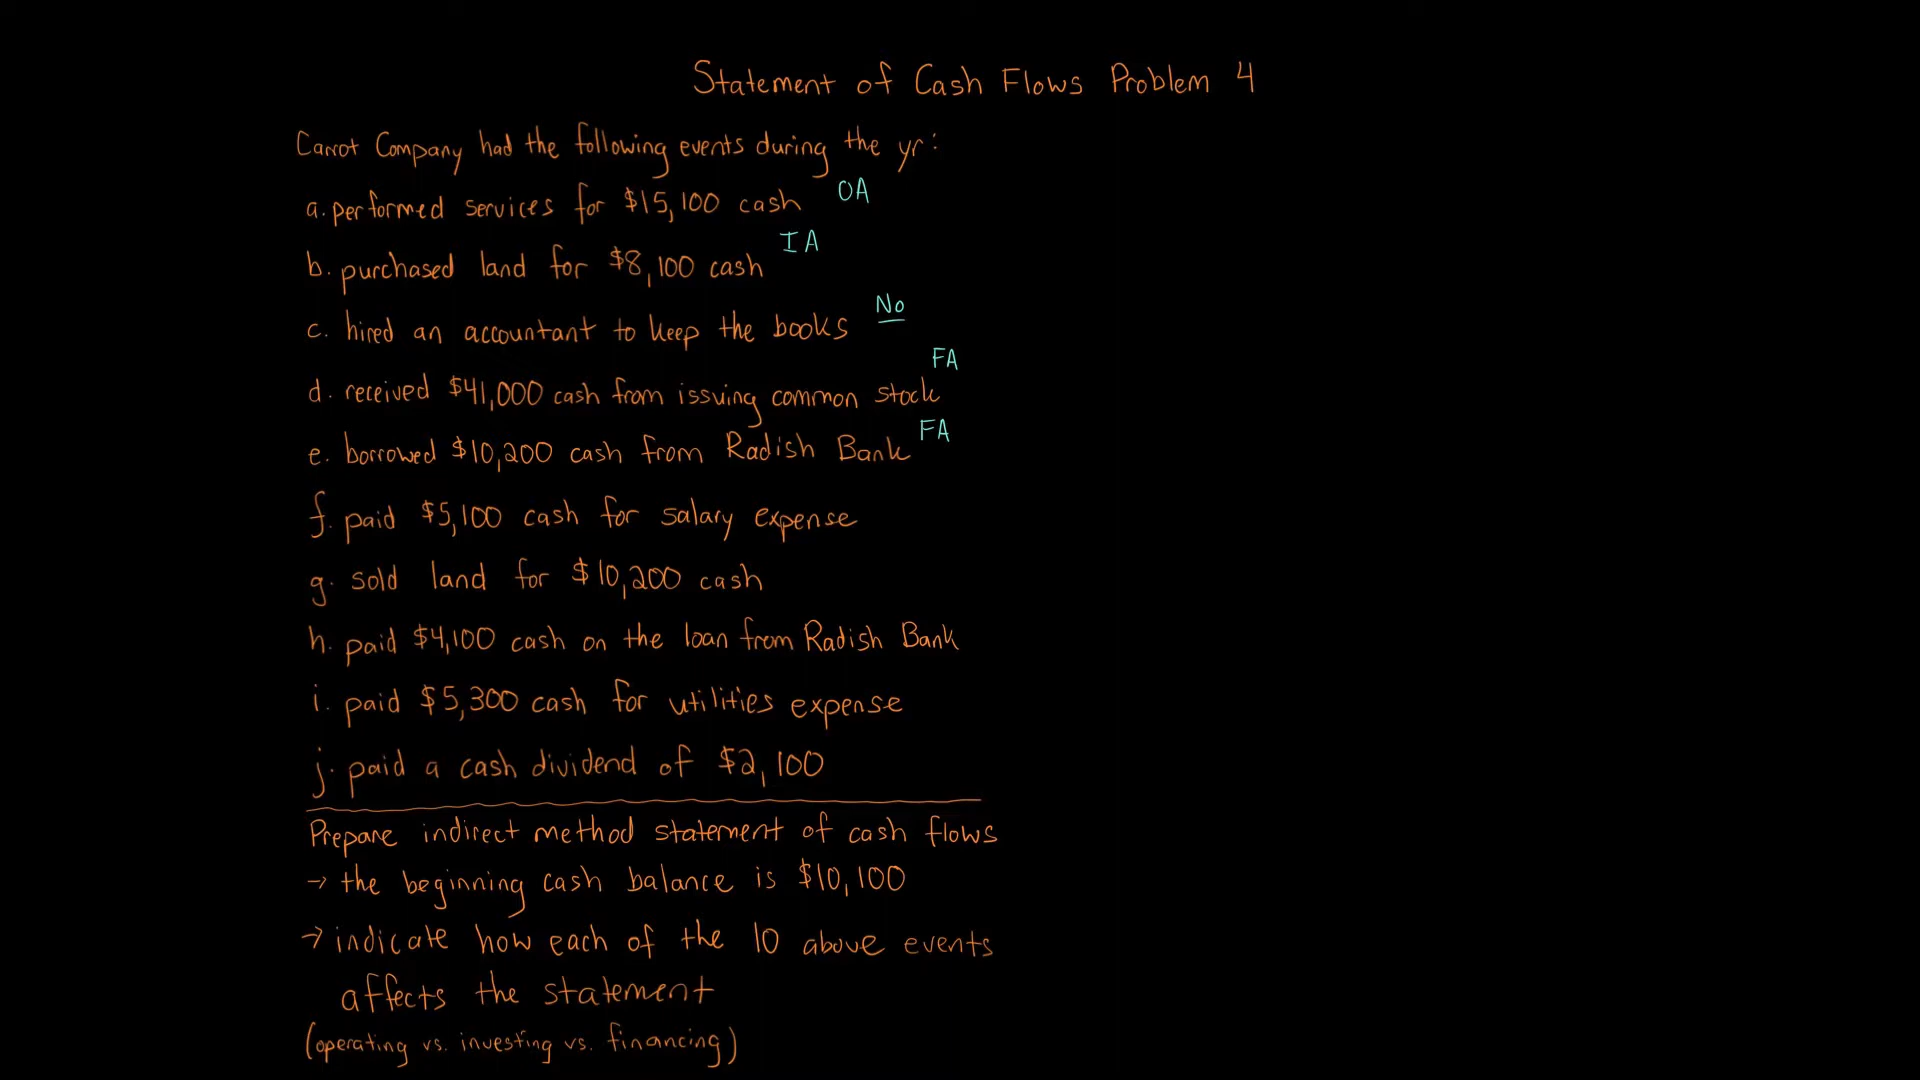 Statement of Cash Flows Problem 4
Carrot Company had the following events during the yr:
a. performed services for $15,100 cash OA
b. purchased land for $8,100 cash IA
c. hired an accountant to keep the books No
d. received $41,000 cash from issuing common stock FA
e. borrowed $10,200 cash from Radish Bank FA
f. paid $5,100 cash for salary expense
g. sold land for $10,200 cash
h. paid $4,100 cash on the loan from Radish Bank
i. paid $5,300 cash for utilities expense
j. paid a cash dividend of $2,100
Prepare indirect method statement of cash flows
→ the beginning cash balance is $10,100
→ indicate how each of the 10 above events
affects the statement
(operating vs. investing vs. financing)